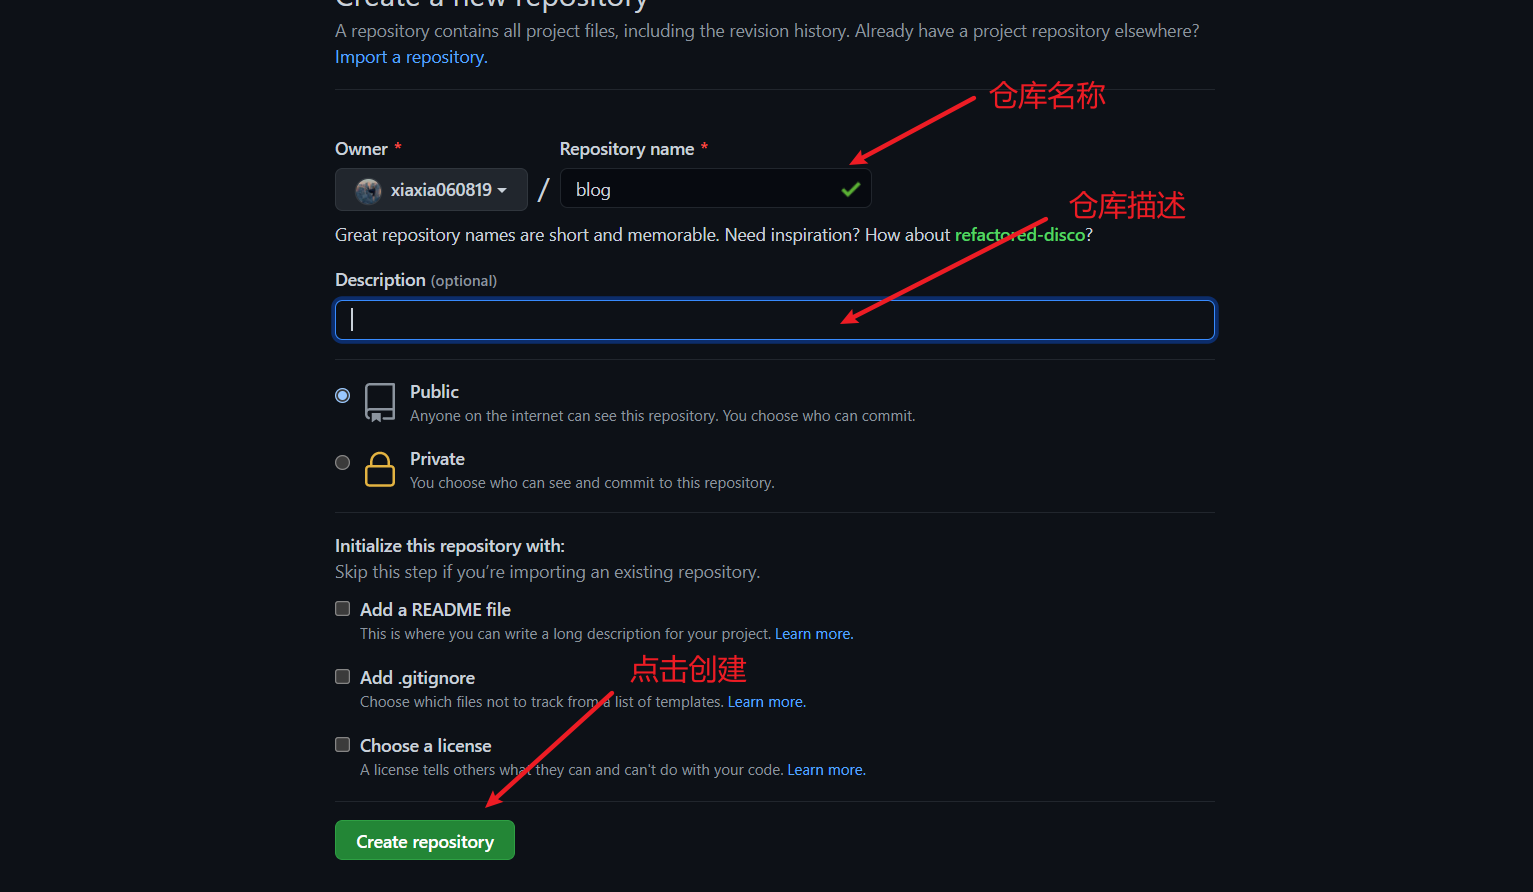 Create a new repository
A repository contains all project files, including the revision history. Already have a project repository elsewhere?
Import a repository.
仓库名称
Owner *
Repository name *
xiaxia060819
/
blog
仓库描述
Great repository names are short and memorable. Need inspiration? How about refactored-disco?
Description (optional)
Public
Anyone on the internet can see this repository. You choose who can commit.
Private
You choose who can see and commit to this repository.
Initialize this repository with:
Skip this step if you’re importing an existing repository.
Add a README file
This is where you can write a long description for your project. Learn more.
点击创建
Add .gitignore
Choose which files not to track from a list of templates. Learn more.
Choose a license
A license tells others what they can and can't do with your code. Learn more.
Create repository